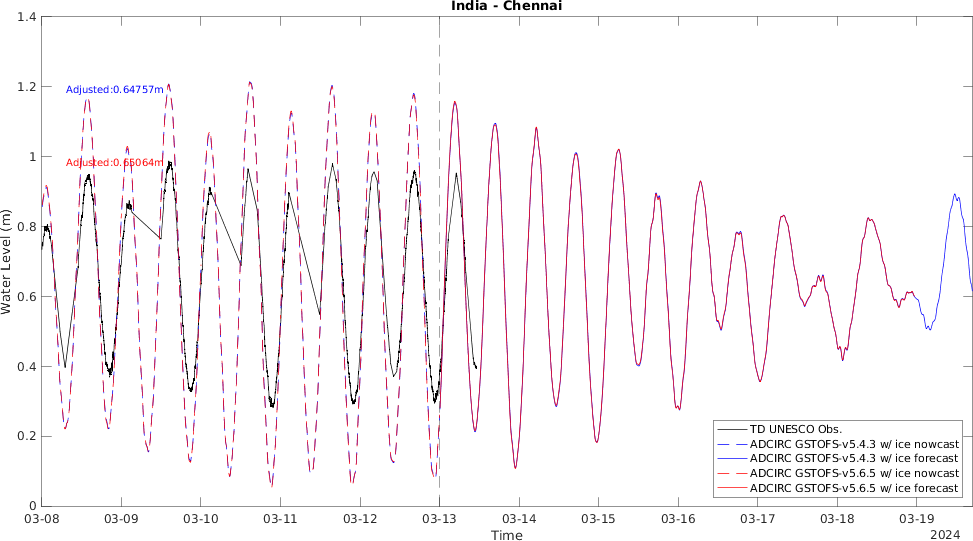 India - Chennai
1.4
1.2
1
0.8
0.6
0.4
0.2
0
Water Level (m)
Adjusted:0.64757m
Adjusted:0.65064m
TD UNESCO Obs.
ADCIRC GSTOFS-v5.4.3 w/ ice nowcast
ADCIRC GSTOFS-v5.4.3 w/ ice forecast
ADCIRC GSTOFS-v5.6.5 w/ ice nowcast
ADCIRC GSTOFS-v5.6.5 w/ ice forecast
03-08 03-09 03-10 03-11 03-12 03-13 03-14 03-15 03-16 03-17 03-18 03-19
Time
2024